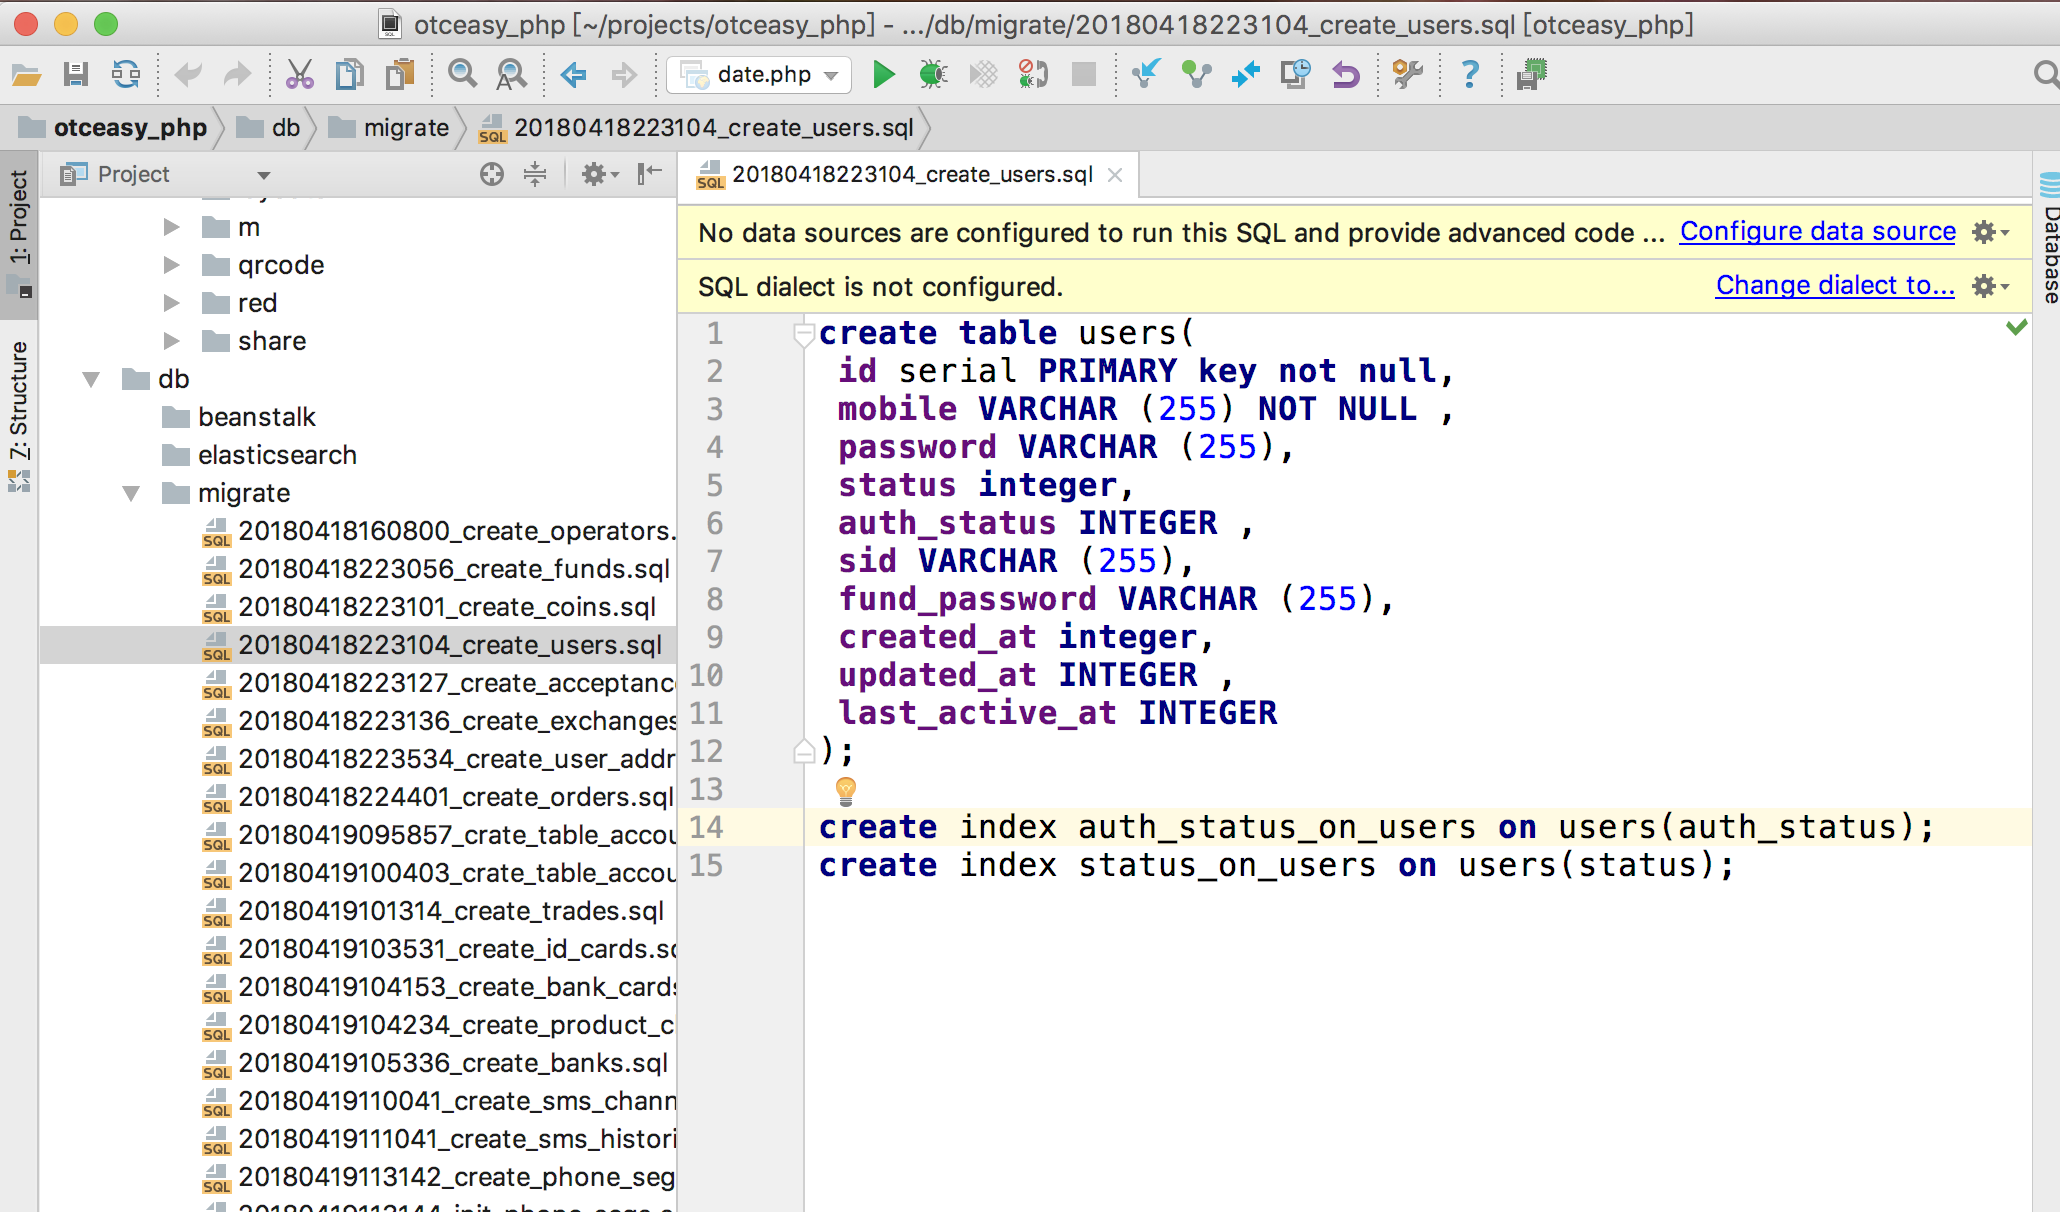 otceasy_php [~/projects/otceasy_php] - .../db/migrate/20180418223104_create_users.sql [otceasy_php]
date.php
otceasy_php db migrate 20180418223104_create_users.sql
1: Project
7: Structure
Project
m
qrcode
red
share
db
beanstalk
elasticsearch
migrate
20180418160800_create_operators.
20180418223056_create_funds.sql
20180418223101_create_coins.sql
20180418223104_create_users.sql
20180418223127_create_acceptanc
20180418223136_create_exchanges
20180418223534_create_user_addr
20180418224401_create_orders.sql
20180419095857_crate_table_accou
20180419100403_crate_table_accou
20180419101314_create_trades.sql
20180419103531_create_id_cards.s
20180419104153_create_bank_cards
20180419104234_create_product_c
20180419105336_create_banks.sql
20180419110041_create_sms_chann
20180419111041_create_sms_histori
20180419113142_create_phone_seg
20180418223104_create_users.sql
No data sources are configured to run this SQL and provide advanced code ... Configure data source
SQL dialect is not configured. Change dialect to...
1 create table users(
2 id serial PRIMARY key not null,
3 mobile VARCHAR (255) NOT NULL ,
4 password VARCHAR (255),
5 status integer,
6 auth_status INTEGER ,
7 sid VARCHAR (255),
8 fund_password VARCHAR (255),
9 created_at integer,
10 updated_at INTEGER ,
11 last_active_at INTEGER
12 );
13
14 create index auth_status_on_users on users(auth_status);
15 create index status_on_users on users(status);
Database